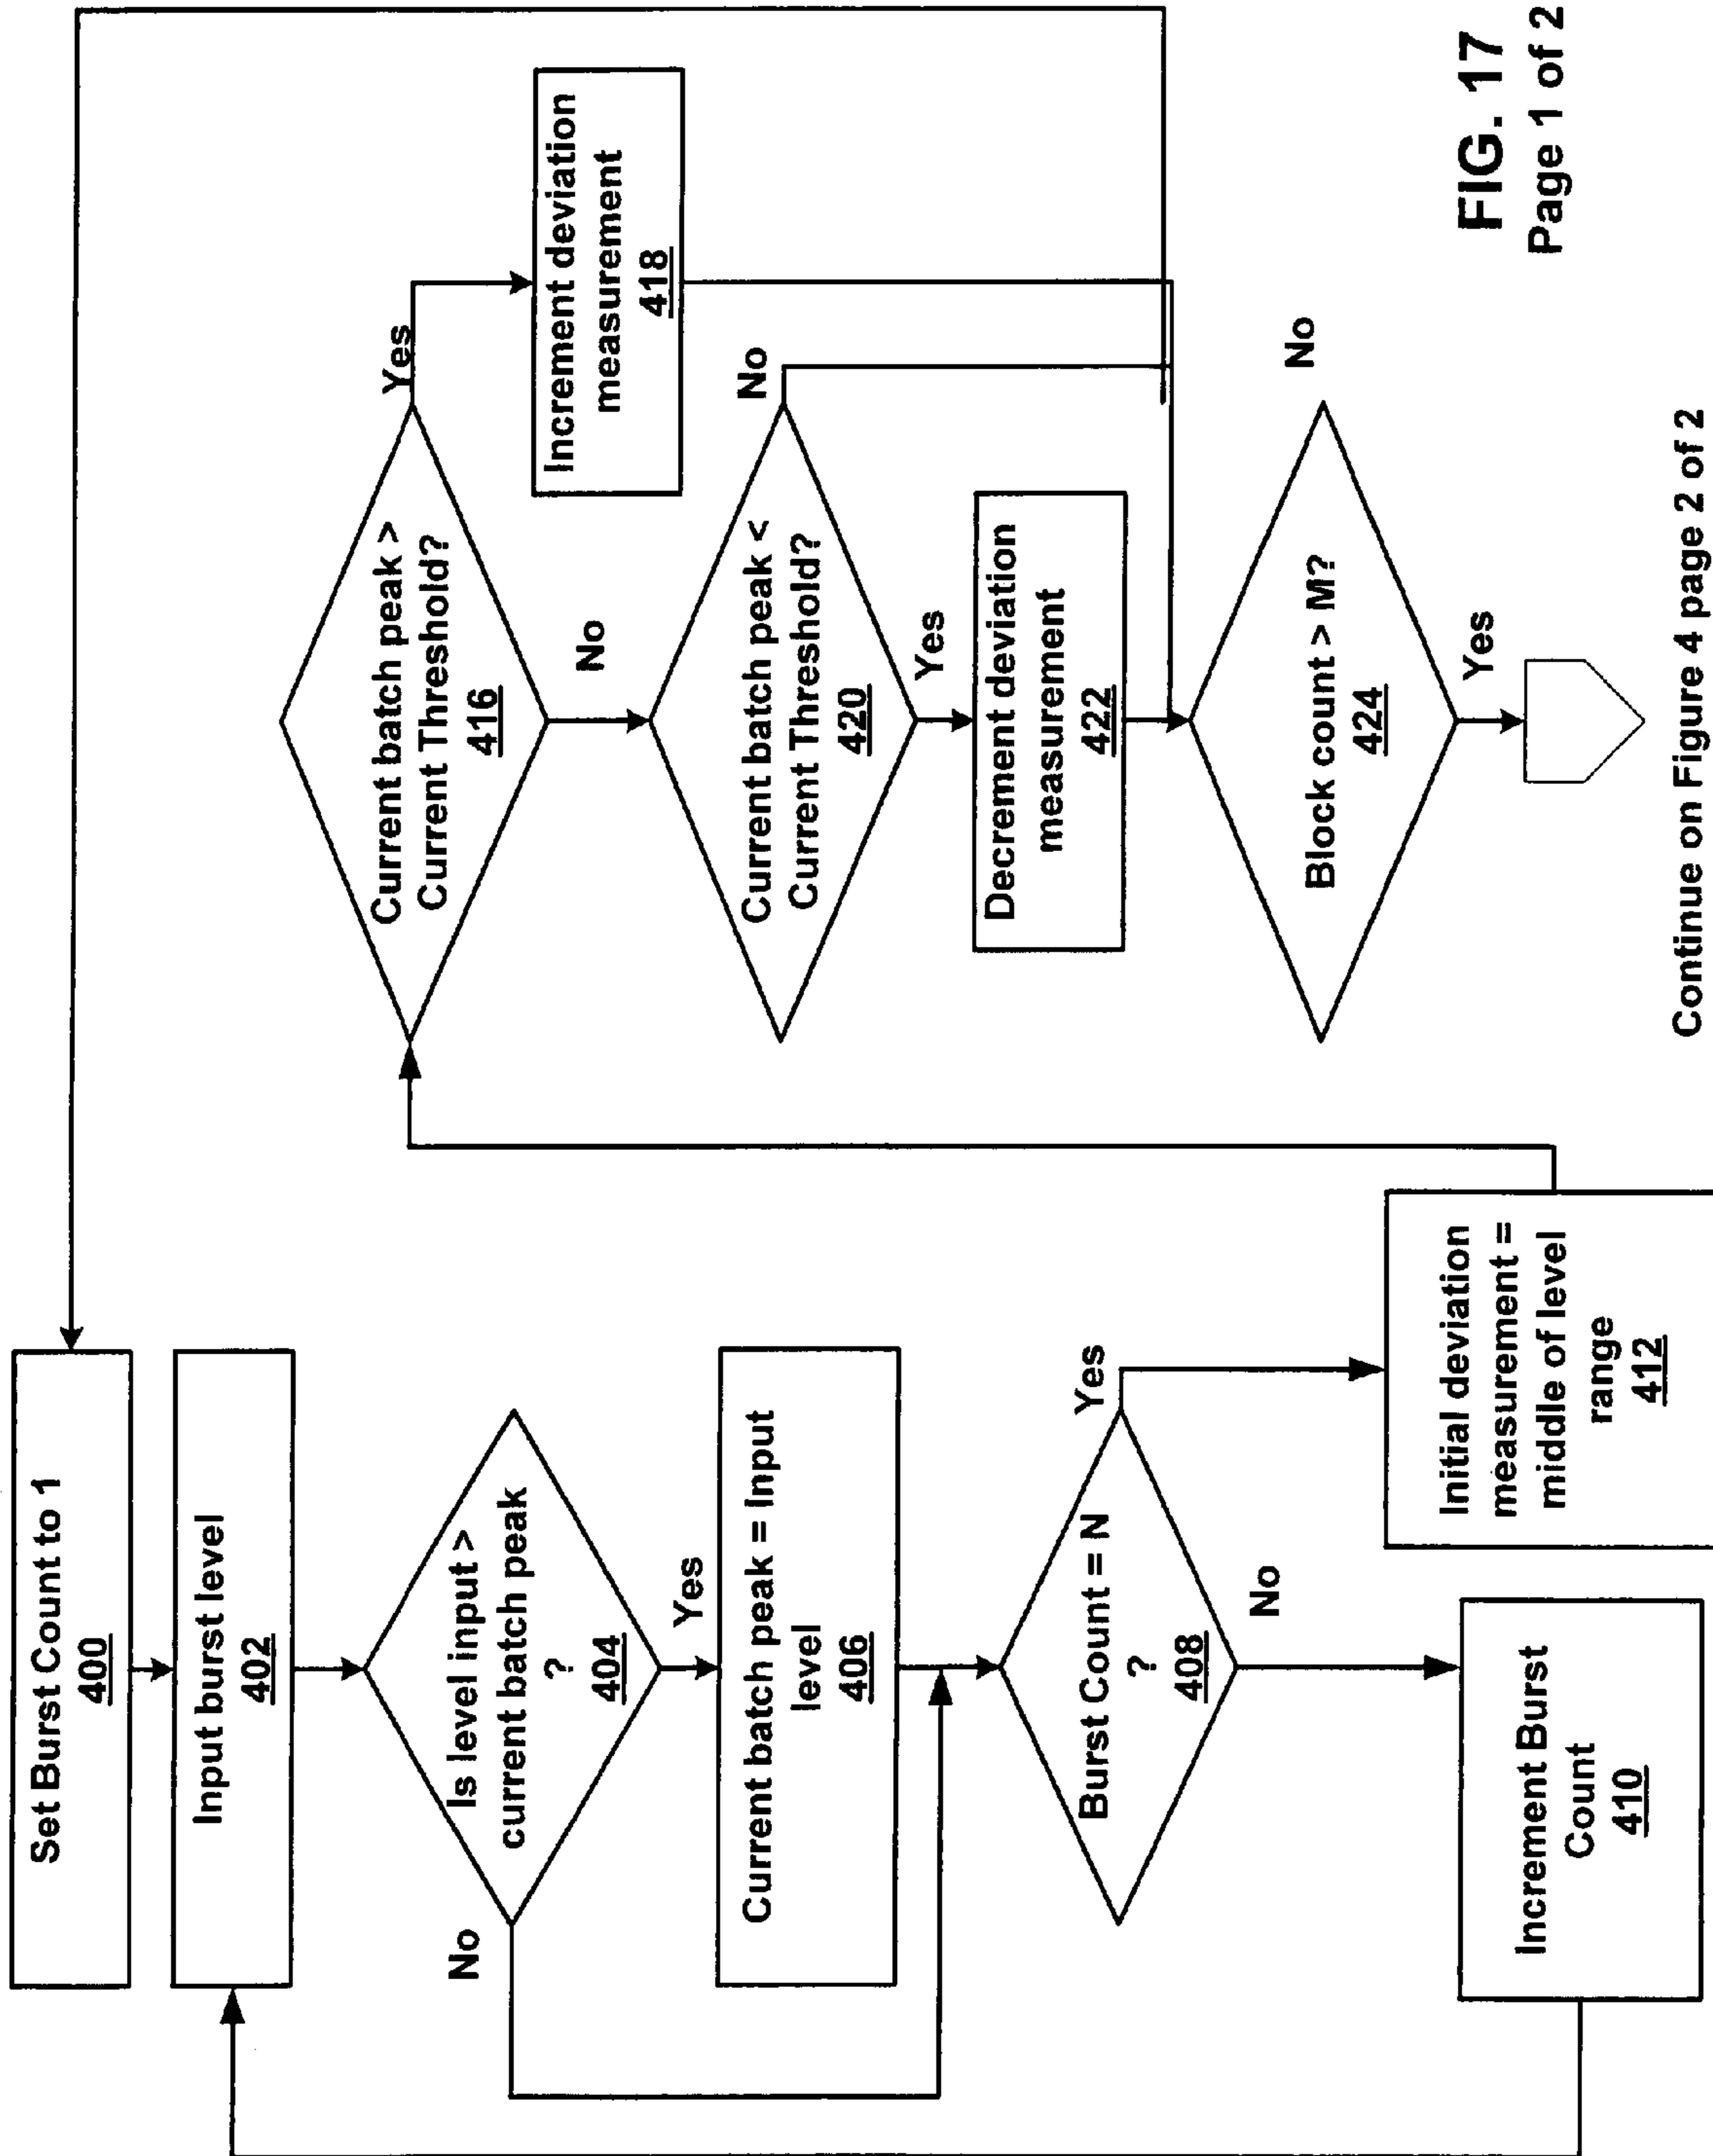 Set Burst Count to 1
400
Input burst level
402
Is level input >
current batch peak
?
404
No
Yes
Current batch peak = Input
level
406
Burst Count = N
?
408
Yes
No
Increment Burst
Count
410
Initial deviation
measurement =
middle of level
range
412
Current batch peak >
Current Threshold?
416
Yes
No
Increment deviation
measurement
418
Current batch peak <
Current Threshold?
420
No
Yes
Decrement deviation
measurement
422
Block count > M?
424
No
Yes
Continue on Figure 4 page 2 of 2
FIG. 17
Page 1 of 2